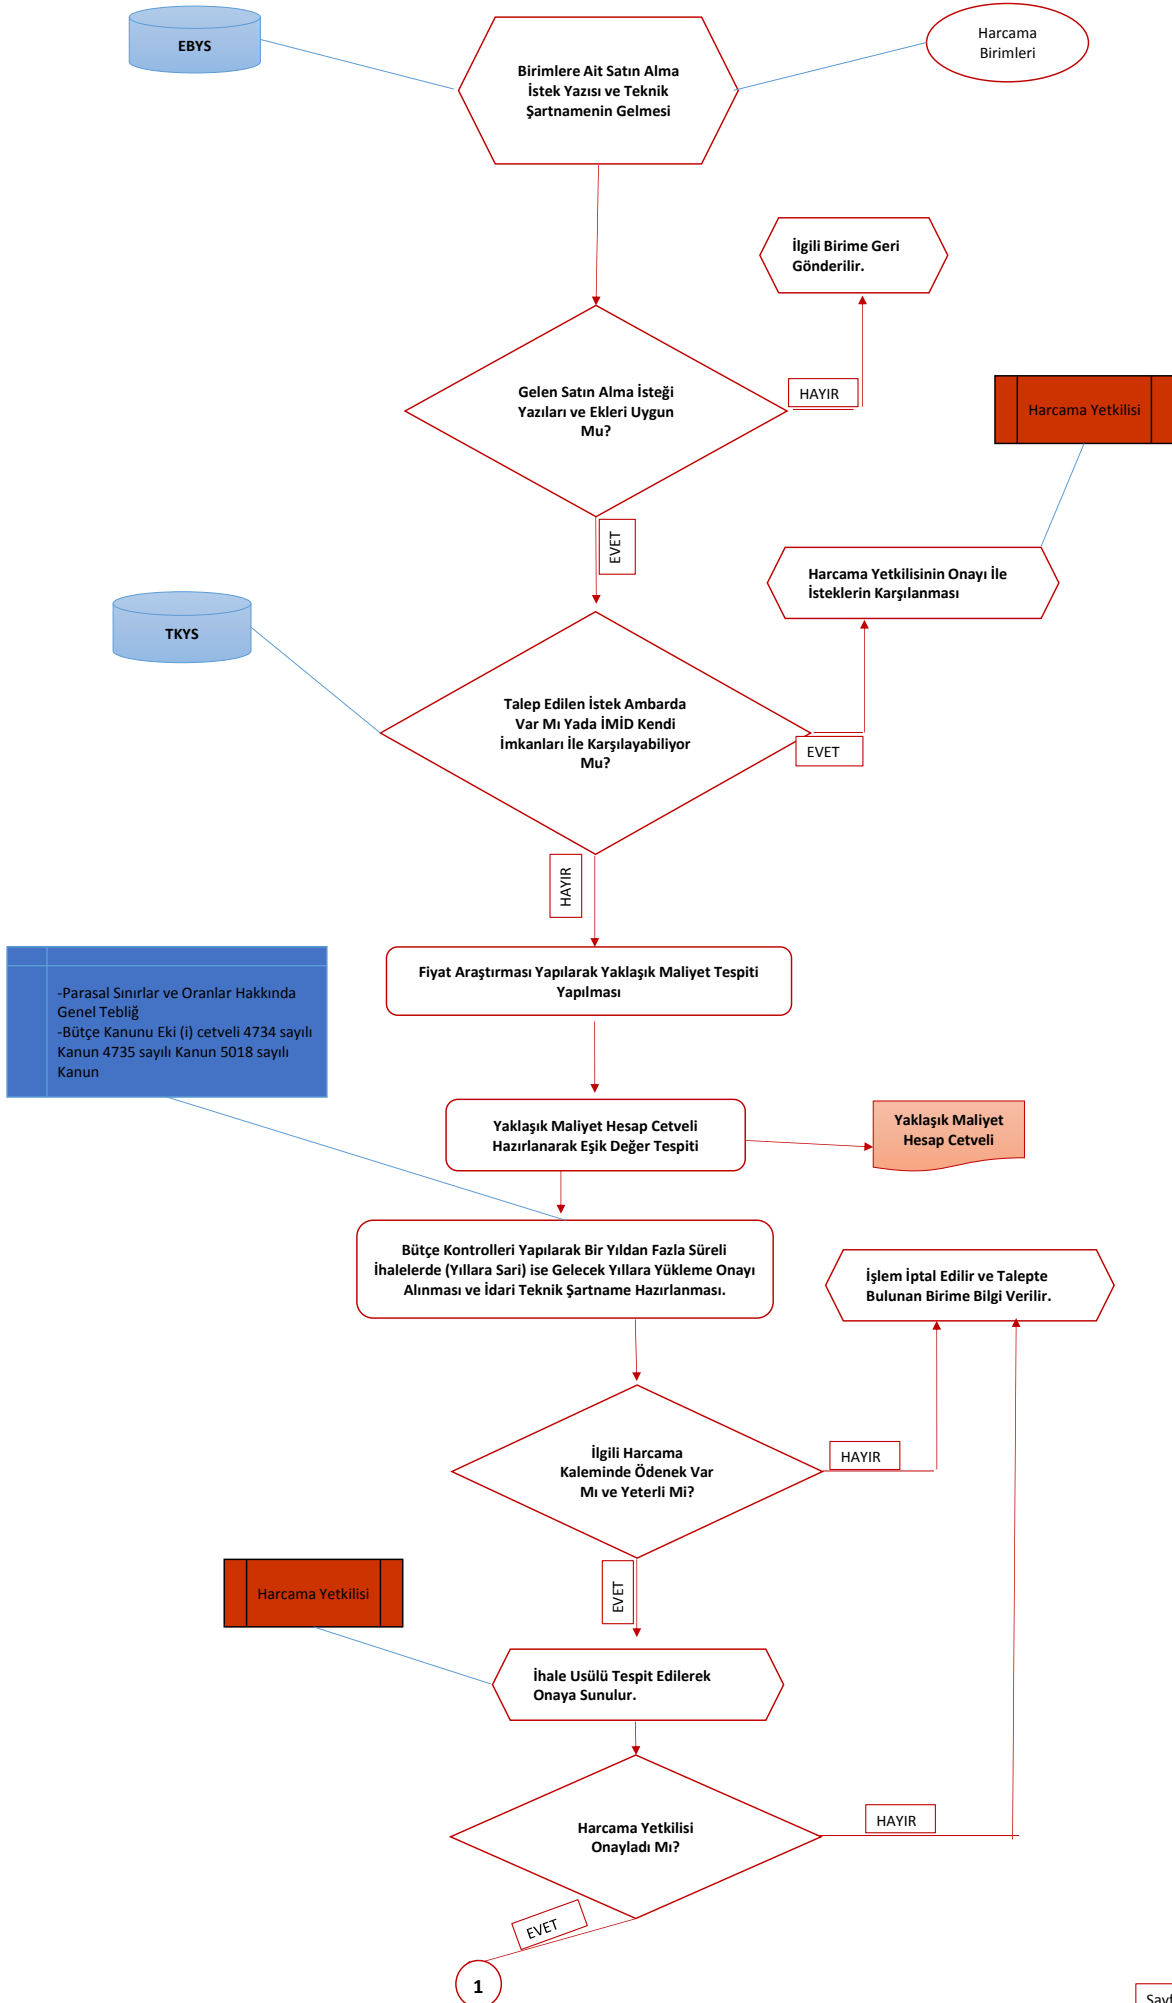 EBYS
Birimlere Ait Satın Alma
İstek Yazısı ve Teknik
Şartnamenin Gelmesi
Harcama
Birimleri
İlgili Birime Geri
Gönderilir.
Gelen Satın Alma İsteği
Yazıları ve Ekleri Uygun
Mu?
HAYIR
Harcama Yetkilisi
EVET
Harcama Yetkilisinin Onayı İle
İsteklerin Karşılanması
TKYS
Talep Edilen İstek Ambarda
Var Mı Yada İMİD Kendi
İmkanları İle Karşılayabiliyor
Mu?
EVET
HAYIR
Fiyat Araştırması Yapılarak Yaklaşık Maliyet Tespiti
Yapılması
-Parasal Sınırlar ve Oranlar Hakkında
Genel Tebliğ
-Bütçe Kanunu Eki (i) cetveli 4734 sayılı
Kanun 4735 sayılı Kanun 5018 sayılı
Kanun
Yaklaşık Maliyet Hesap Cetveli
Hazırlanarak Eşik Değer Tespiti
Yaklaşık Maliyet
Hesap Cetveli
Bütçe Kontrolleri Yapılarak Bir Yıldan Fazla Süreli
İhalelerde (Yıllara Sari) ise Gelecek Yıllara Yükleme Onayı
Alınması ve İdari Teknik Şartname Hazırlanması.
İşlem İptal Edilir ve Talepte
Bulunan Birime Bilgi Verilir.
İlgili Harcama
Kaleminde Ödenek Var
Mı ve Yeterli Mi?
HAYIR
Harcama Yetkilisi
EVET
İhale Usülü Tespit Edilerek
Onaya Sunulur.
Harcama Yetkilisi
Onayladı Mı?
HAYIR
EVET
1